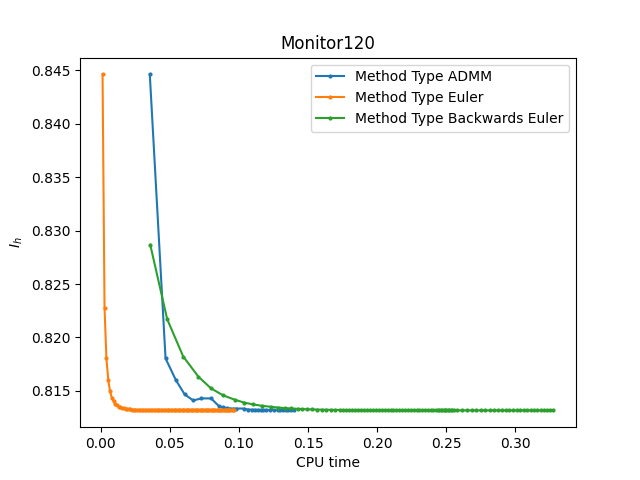 Monitor120
Method Type ADMM
Method Type Euler
Method Type Backwards Euler
0.845
0.840
0.835
0.830
0.825
0.820
0.815
I_h
0.00 0.05 0.10 0.15 0.20 0.25 0.30
CPU time